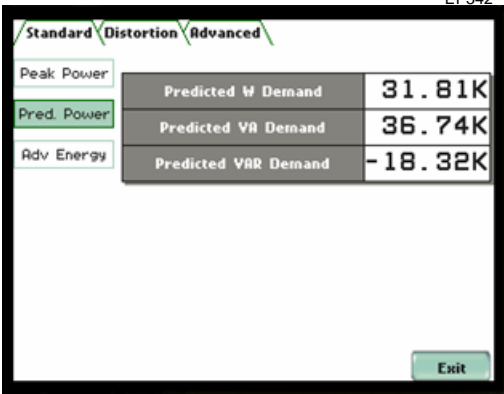 Standard Distortion Advanced
Peak Power
Predicted W Demand 31.81K
Pred. Power
Predicted VA Demand 36.74K
Adv Energy
Predicted VAR Demand -18.32K
Exit